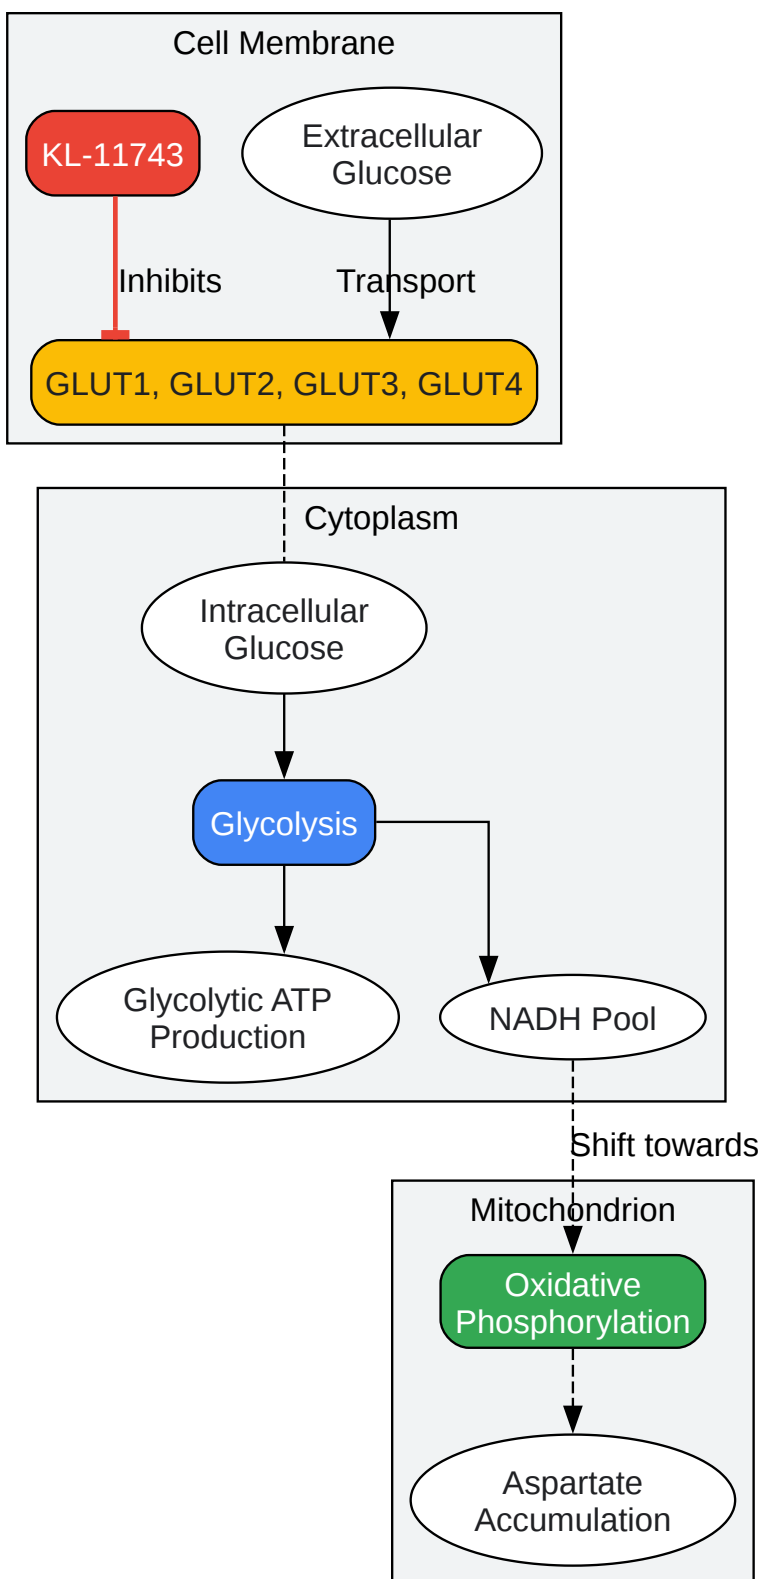 Cell Membrane
KL-11743
Extracellular
Glucose
Inhibits
Transport
GLUT1, GLUT2, GLUT3, GLUT4
Cytoplasm
Intracellular
Glucose
Glycolysis
Glycolytic ATP
Production
NADH Pool
Shift towards
Mitochondrion
Oxidative
Phosphorylation
Aspartate
Accumulation